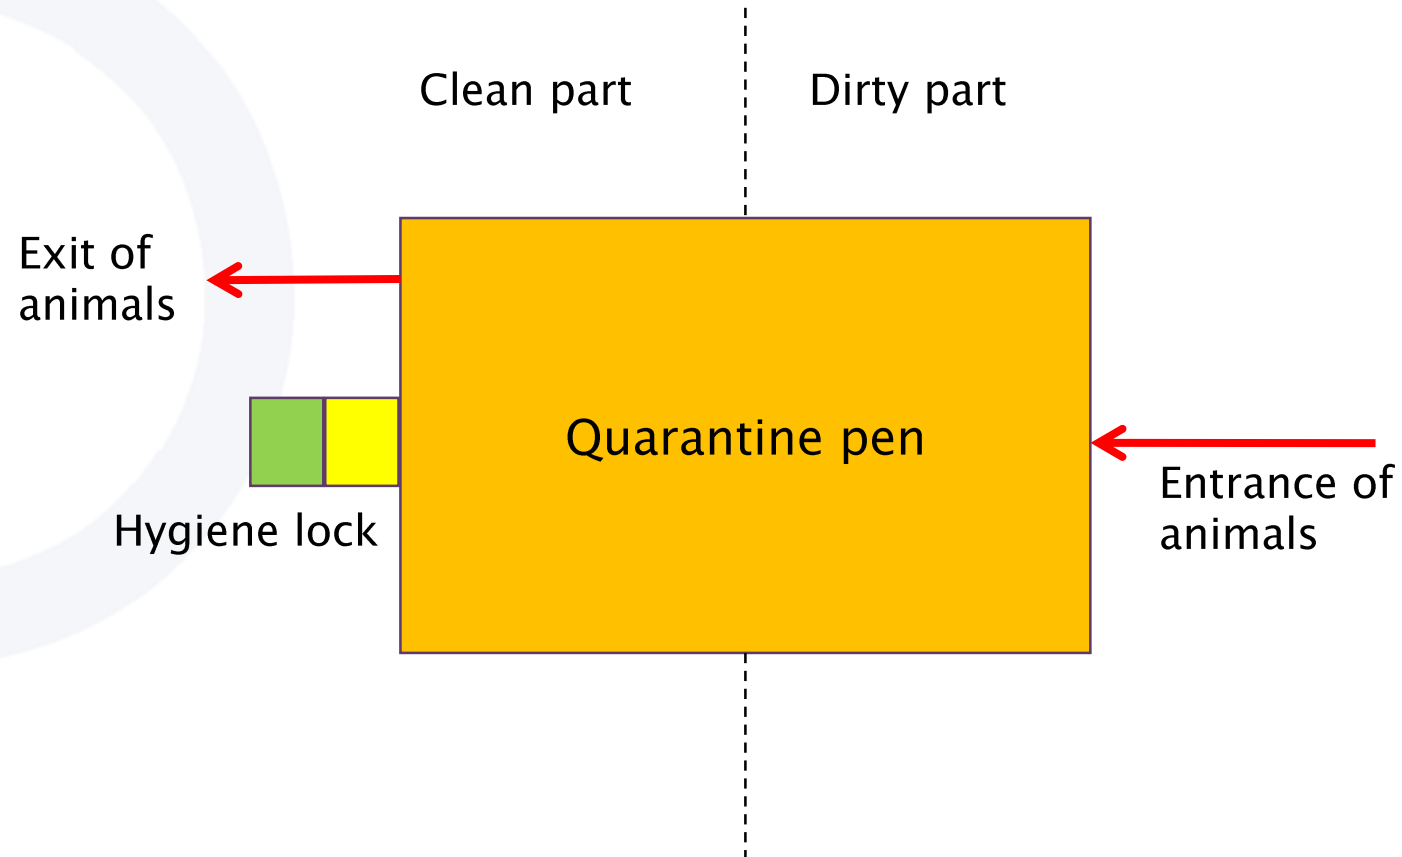 Clean part
Dirty part
Exit of
animals
Quarantine pen
Entrance of
animals
Hygiene lock